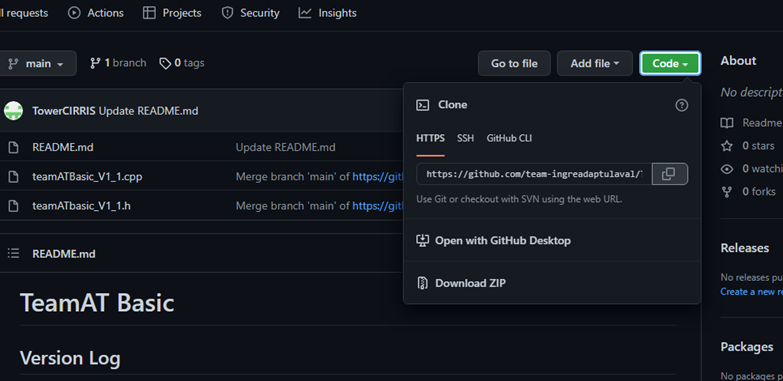 ll requests Actions Projects Security Insights
main 1 branch 0 tags Go to file Add file Code
About
No descript
TowerCIRRIS Update README.md
README.md Update README.md
teamATBasic_V1_1.cpp Merge branch 'main' of https://gith
teamATbasic_V1_1.h Merge branch 'main' of https://gith
Clone
HTTPS SSH GitHub CLI
https://github.com/team-ingreadaptulaval/
Use Git or checkout with SVN using the web URL.
Open with GitHub Desktop
Download ZIP
Readme
0 stars
0 watchi
0 forks
README.md
TeamAT Basic
Version Log
Releases
No releases pu
Create a new re
Packages
No packages p